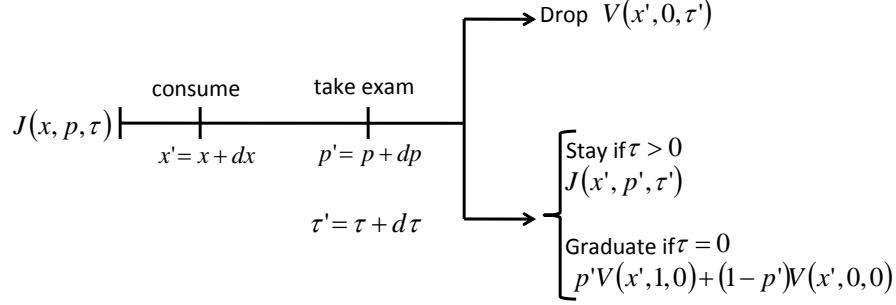 Drop V(x',0,τ')
consume
take exam
J(x, p,τ)
x'= x + dx
p'= p + dp
Stay if τ > 0
J(x', p',τ')
τ'= τ + dτ
Graduate if τ = 0
p'V(x',1,0)+(1− p')V(x',0,0)